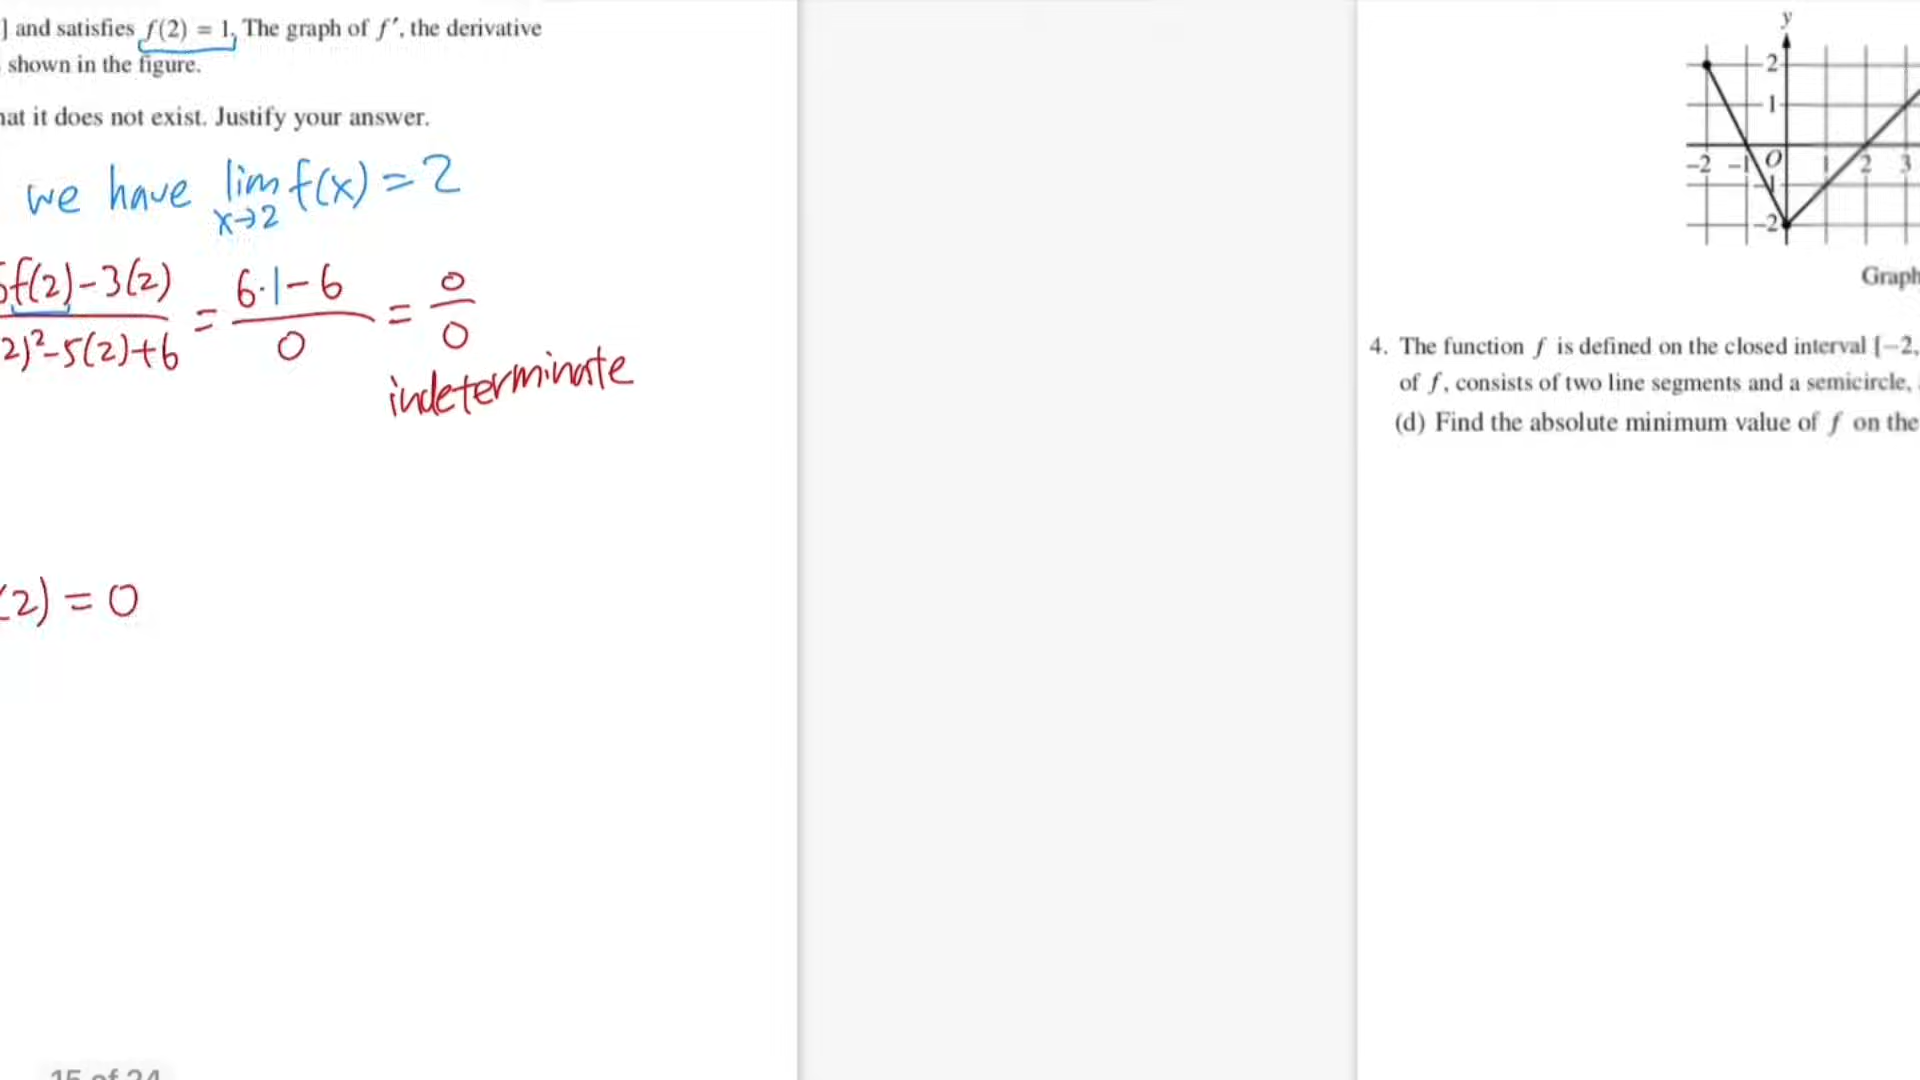 ] and satisfies f(2) = 1. The graph of f′, the derivative
shown in the figure.
hat it does not exist. Justify your answer.
we have lim f(x) = 2
x→2
6f(2)-3(2) = 6·1-6 = 0
2)²-5(2)+6 0 0
indeterminate
(2) = 0
15 of 24
y
2
1
-2 -1 O 1 2 3
-1
-2
Graph
4. The function f is defined on the closed interval [−2,
of f, consists of two line segments and a semicircle,
(d) Find the absolute minimum value of f on the